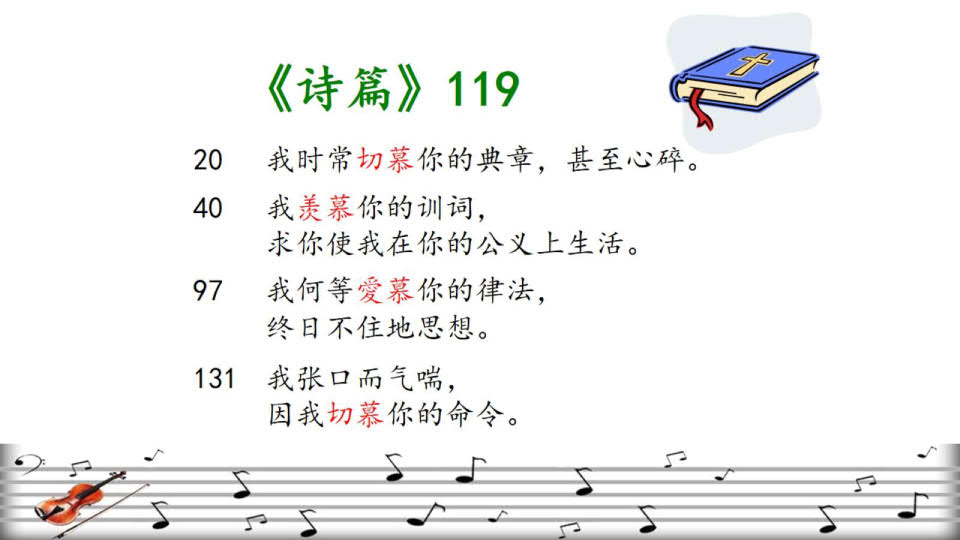 《诗篇》119
20 我时常切慕你的典章，甚至心碎。
40 我羡慕你的训词，
求你使我在你的公义上生活。
97 我何等愛慕你的律法，
终日不住地思想。
131 我张口而气喘，
因我切慕你的命令。